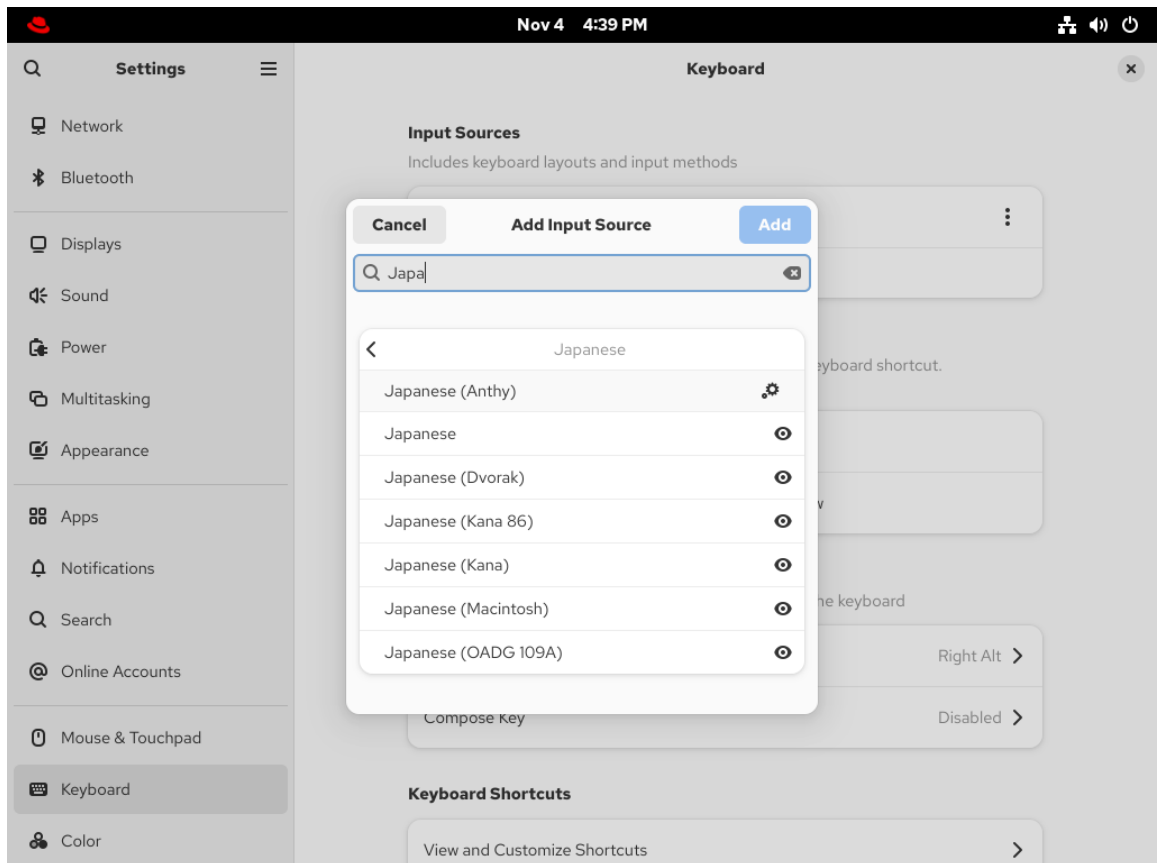 Nov 4 4:39 PM
Settings
Keyboard
Network
Bluetooth
Displays
Sound
Power
Multitasking
Appearance
Apps
Notifications
Search
Online Accounts
Mouse & Touchpad
Keyboard
Color
Input Sources
Includes keyboard layouts and input methods
Cancel
Add Input Source
Add
Japa
Japanese
Japanese (Anthy)
Japanese
Japanese (Dvorak)
Japanese (Kana 86)
Japanese (Kana)
Japanese (Macintosh)
Japanese (OADG 109A)
shortcut.
keyboard
Right Alt
Compose Key
Disabled
Keyboard Shortcuts
View and Customize Shortcuts